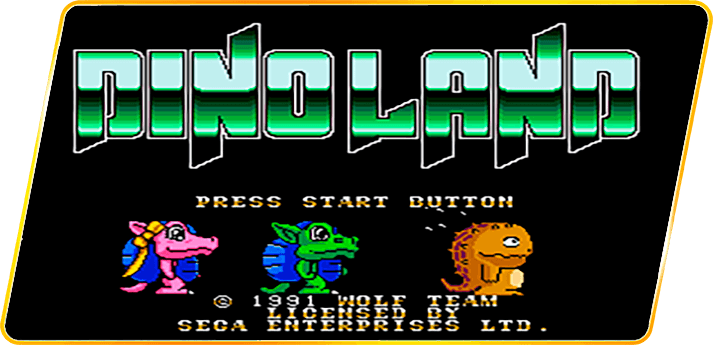 DINO LAND
PRESS START BUTTON
© 1991 WOLF TEAM
LICENSED BY
SEGA ENTERPRISES LTD.